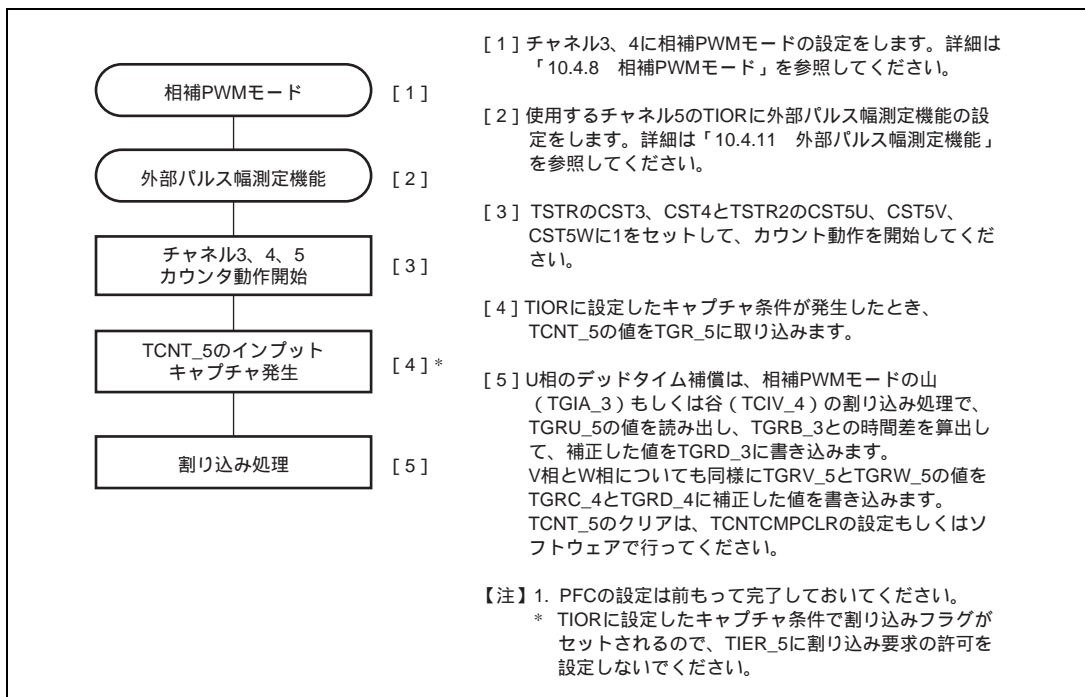 相補PWMモード
[1]
外部パルス幅測定機能
[2]
チャネル3、4、5
カウンタ動作開始
[3]
TCNT_5のインプット
キャプチャ発生
[4]*
割り込み処理
[5]
[1]チャネル3、4に相補PWMモードの設定をします。詳細は
「10.4.8 相補PWMモード」を参照してください。
[2]使用するチャネル5のTIORに外部パルス幅測定機能の設
定をします。詳細は「10.4.11 外部パルス幅測定機能」
を参照してください。
[3] TSTRのCST3、CST4とTSTR2のCST5U、CST5V、
CST5Wに1をセットして、カウント動作を開始してくだ
さい。
[4]TIORに設定したキャプチャ条件が発生したとき、
TCNT_5の値をTGR_5に取り込みます。
[5]U相のデッドタイム補償は、相補PWMモードの山
(TGIA_3)もしくは谷(TCIV_4)の割り込み処理で、
TGRU_5の値を読み出し、TGRB_3との時間差を算出し
て、補正した値をTGRD_3に書き込みます。
V相とW相についても同様にTGRV_5とTGRW_5の値を
TGRC_4とTGRD_4に補正した値を書き込みます。
TCNT_5のクリアは、TCNTCMPCLRの設定もしくはソ
フトウェアで行ってください。
【注】1. PFCの設定は前もって完了しておいてください。
* TIORに設定したキャプチャ条件で割り込みフラグが
セットされるので、TIER_5に割り込み要求の許可を
設定しないでください。